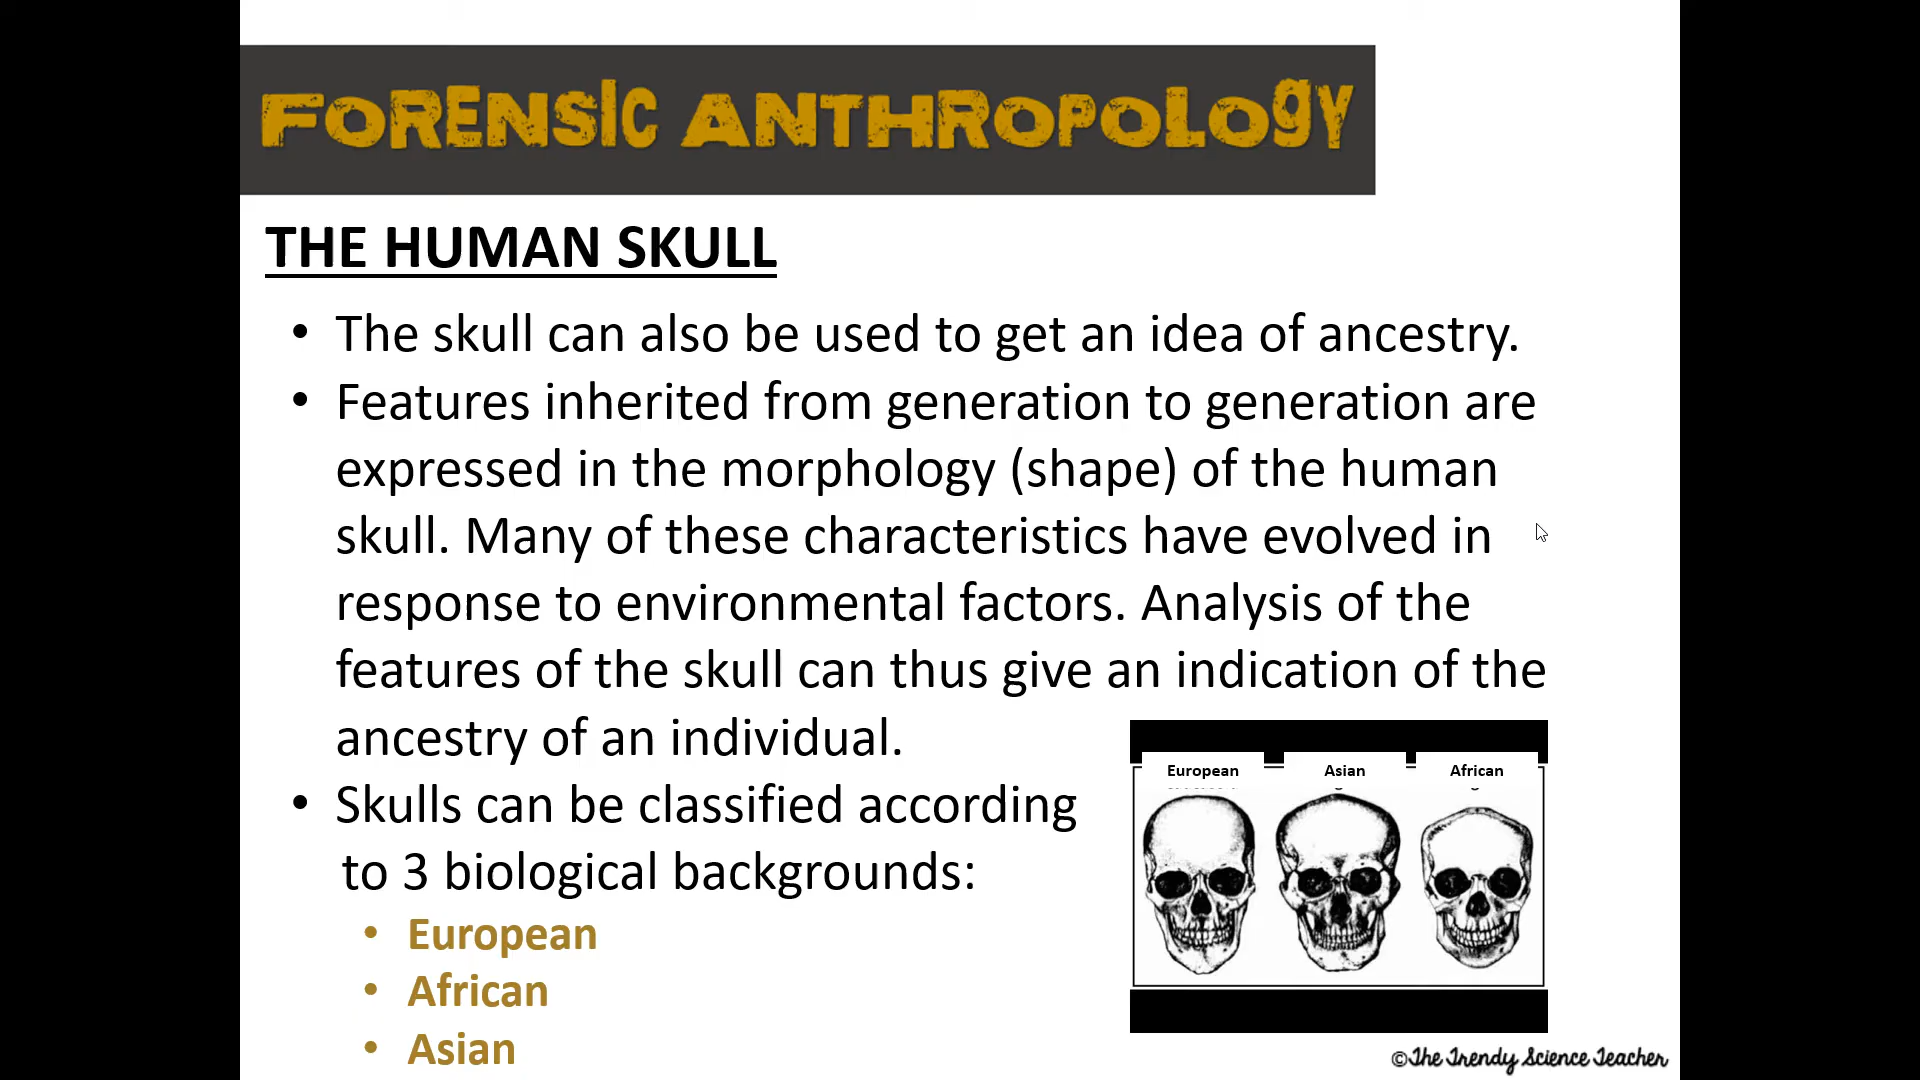 FORENSIC ANTHROPOLOGY
THE HUMAN SKULL
• The skull can also be used to get an idea of ancestry.
• Features inherited from generation to generation are
expressed in the morphology (shape) of the human
skull. Many of these characteristics have evolved in
response to environmental factors. Analysis of the
features of the skull can thus give an indication of the
ancestry of an individual.
• Skulls can be classified according
to 3 biological backgrounds:
• European
• African
• Asian
European Asian African
©The Trendy Science Teacher